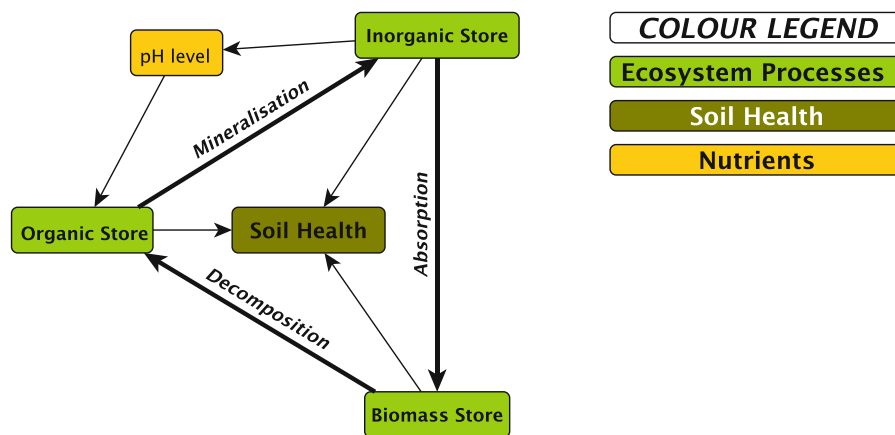 Inorganic Store
pH level
Mineralisation
Organic Store
Soil Health
Absorption
Decomposition
Biomass Store
COLOUR LEGEND
Ecosystem Processes
Soil Health
Nutrients